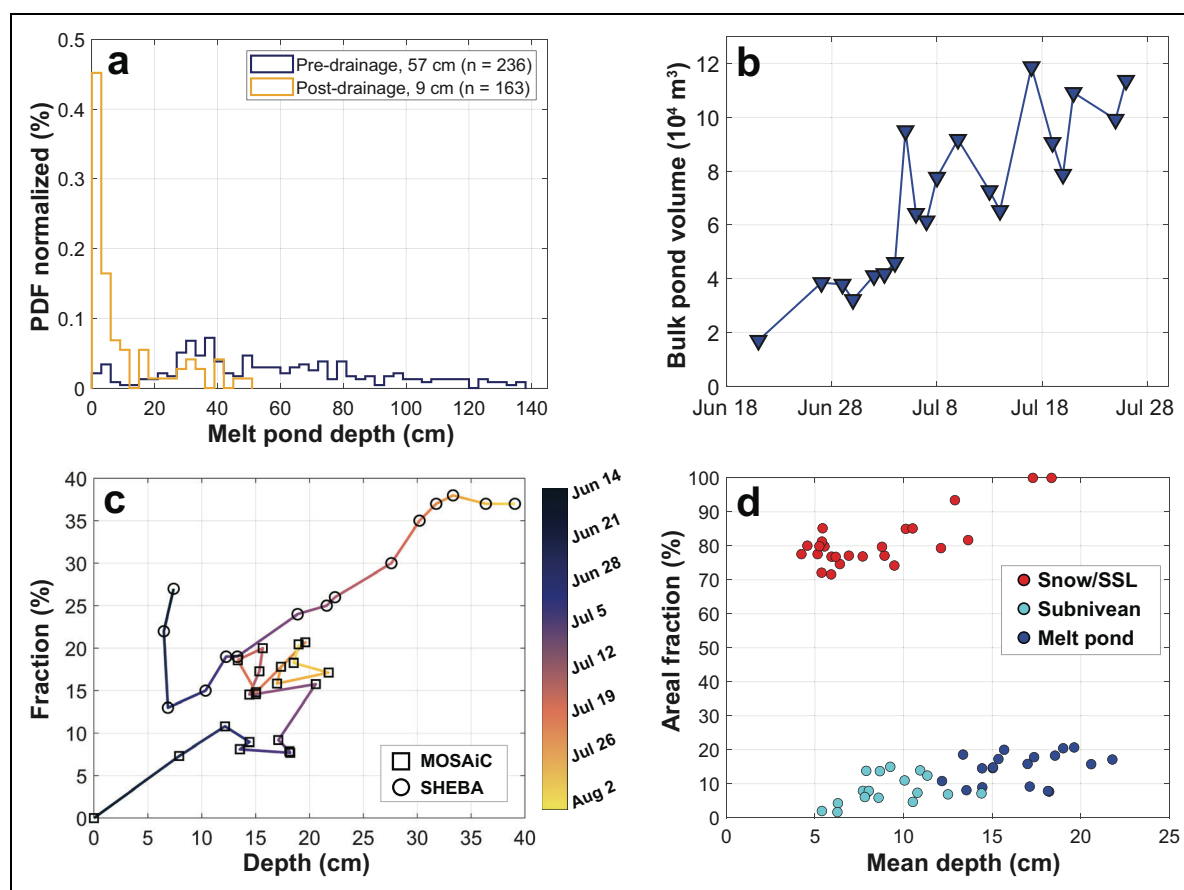 a
0.5
0.4
0.3
0.2
0.1
0
PDF normalized (%)
Pre-drainage, 57 cm (n = 236)
Post-drainage, 9 cm (n = 163)
0 20 40 60 80 100 120 140
Melt pond depth (cm)
b
12
10
8
6
4
2
0
Bulk pond volume (10⁴ m³)
Jun 18 Jun 28 Jul 8 Jul 18 Jul 28
c
40
35
30
25
20
15
10
5
0
Fraction (%)
MOSAiC
SHEBA
0 5 10 15 20 25 30 35 40
Depth (cm)
Jun 14
Jun 21
Jun 28
Jul 5
Jul 12
Jul 19
Jul 26
Aug 2
d
100
90
80
70
60
50
40
30
20
10
0
Areal fraction (%)
Snow/SSL
Subnivean
Melt pond
0 5 10 15 20 25
Mean depth (cm)